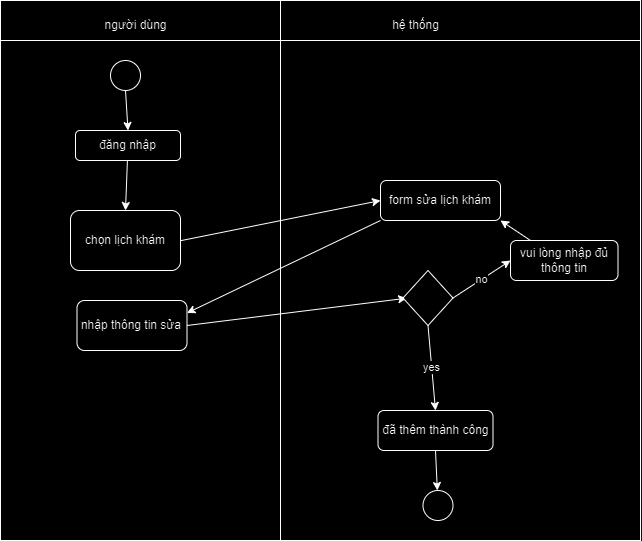 người dùng
hệ thống
đăng nhập
form sửa lịch khám
chọn lịch khám
vui lòng nhập đủ
thông tin
no
nhập thông tin sửa
yes
đã thêm thành công